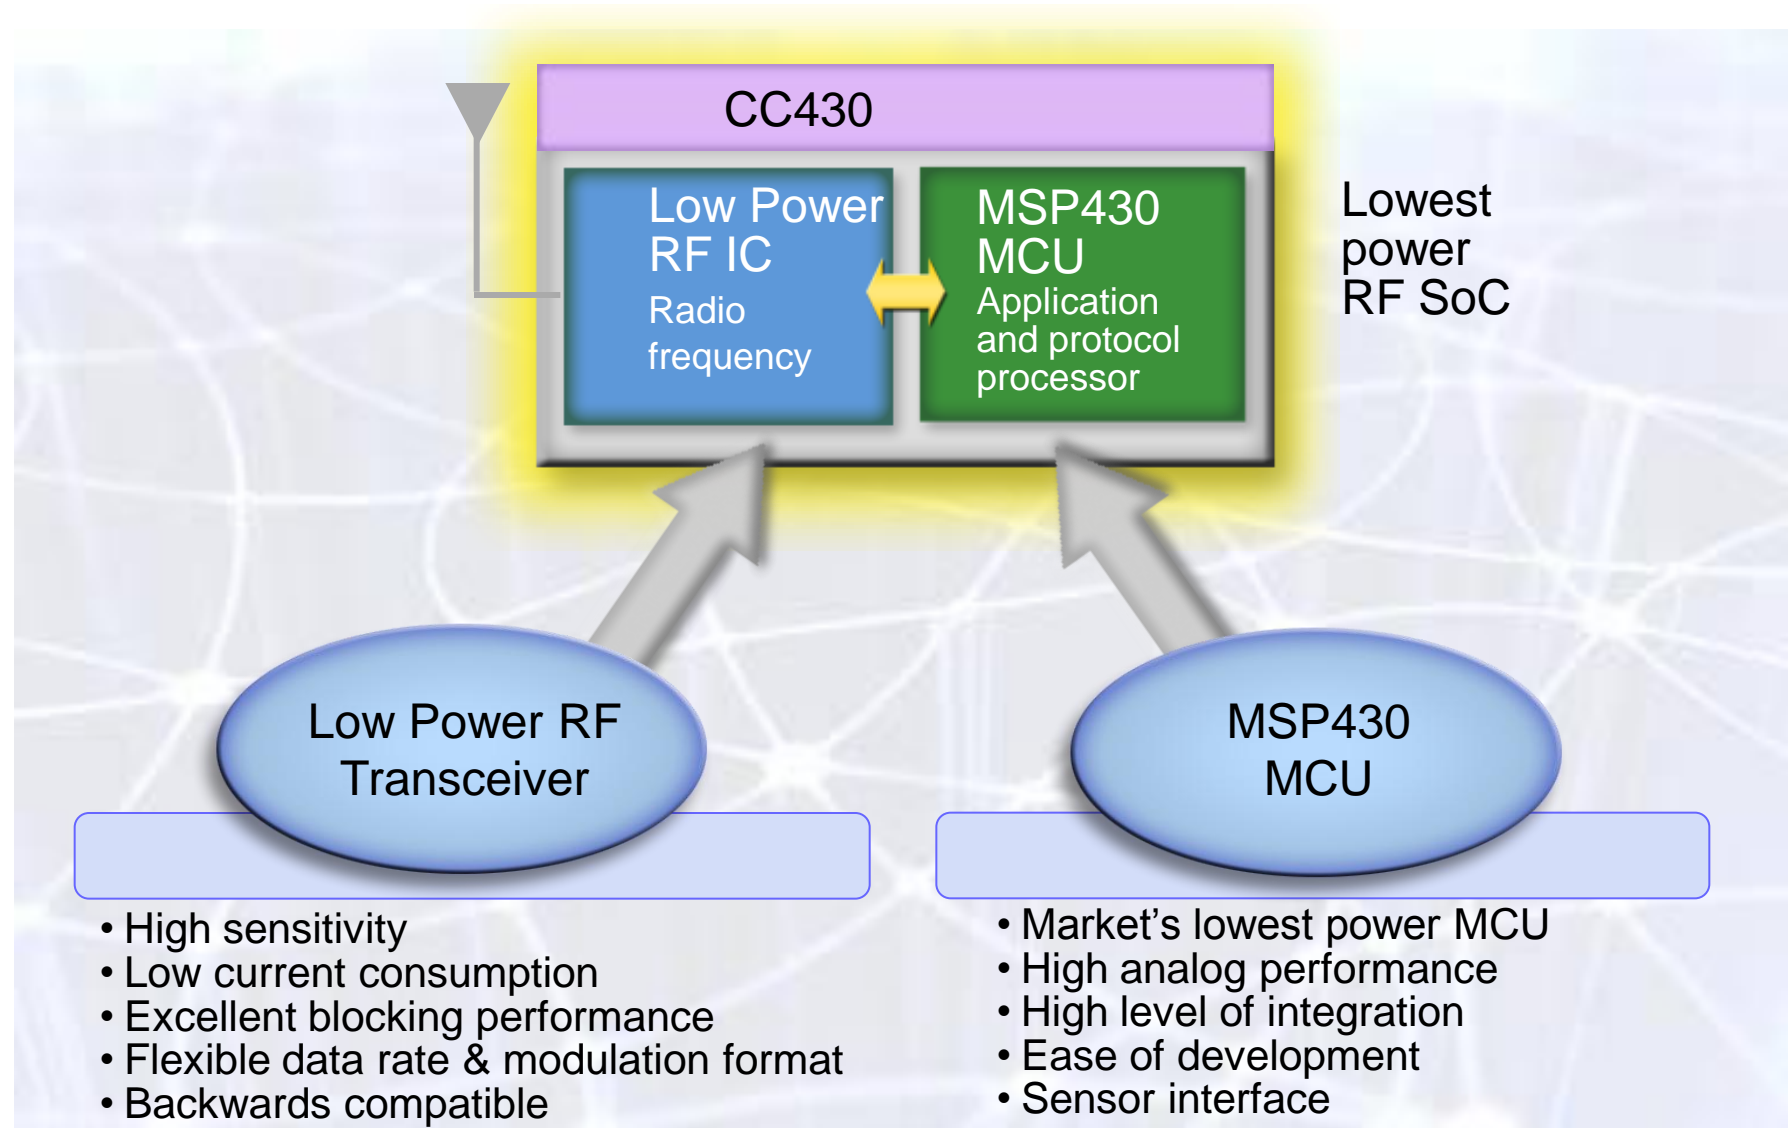 CC430
Low Power
RF IC
Radio
frequency
MSP430
MCU
Application
and protocol
processor
Lowest
power
RF SoC
Low Power RF
Transceiver
• High sensitivity
• Low current consumption
• Excellent blocking performance
• Flexible data rate & modulation format
• Backwards compatible
MSP430
MCU
• Market’s lowest power MCU
• High analog performance
• High level of integration
• Ease of development
• Sensor interface